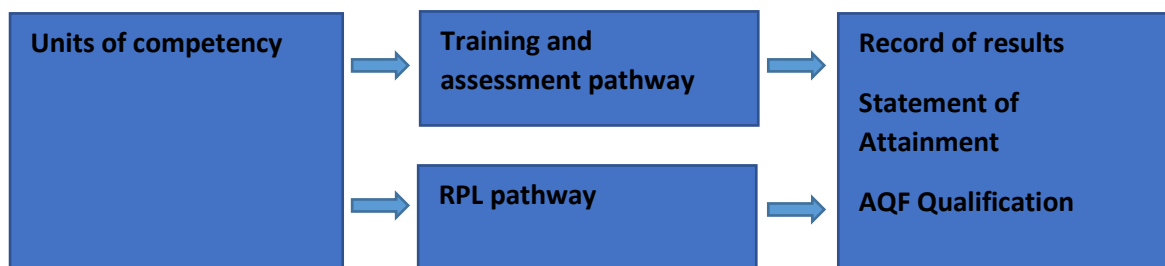 Units of competency
Training and
assessment pathway
RPL pathway
Record of results
Statement of
Attainment
AQF Qualification